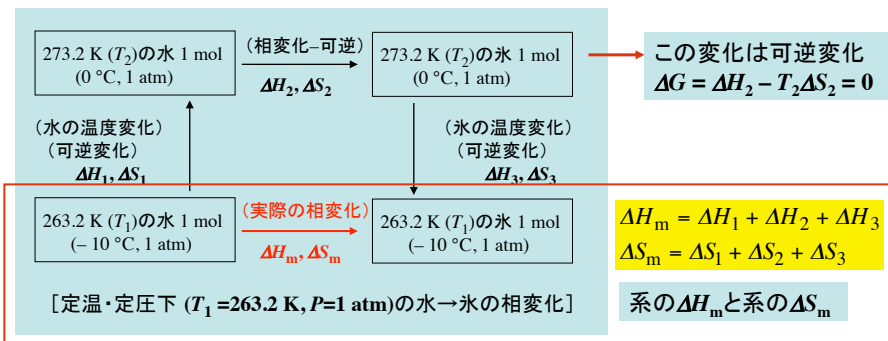 273.2 K (T₂)の水 1 mol
(0 °C, 1 atm)
(相変化–可逆)
ΔH₂, ΔS₂
273.2 K (T₂)の氷 1 mol
(0 °C, 1 atm)
この変化は可逆変化
ΔG = ΔH₂ – T₂ΔS₂ = 0
(水の温度変化)
(可逆変化)
ΔH₁, ΔS₁
(氷の温度変化)
(可逆変化)
ΔH₃, ΔS₃
263.2 K (T₁)の水 1 mol
(– 10 °C, 1 atm)
(実際の相変化)
ΔHₘ, ΔSₘ
263.2 K (T₁)の氷 1 mol
(– 10 °C, 1 atm)
ΔHₘ = ΔH₁ + ΔH₂ + ΔH₃
ΔSₘ = ΔS₁ + ΔS₂ + ΔS₃
[定温・定圧下 (T₁ =263.2 K, P=1 atm)の水→氷の相変化]
系のΔHₘと系のΔSₘ